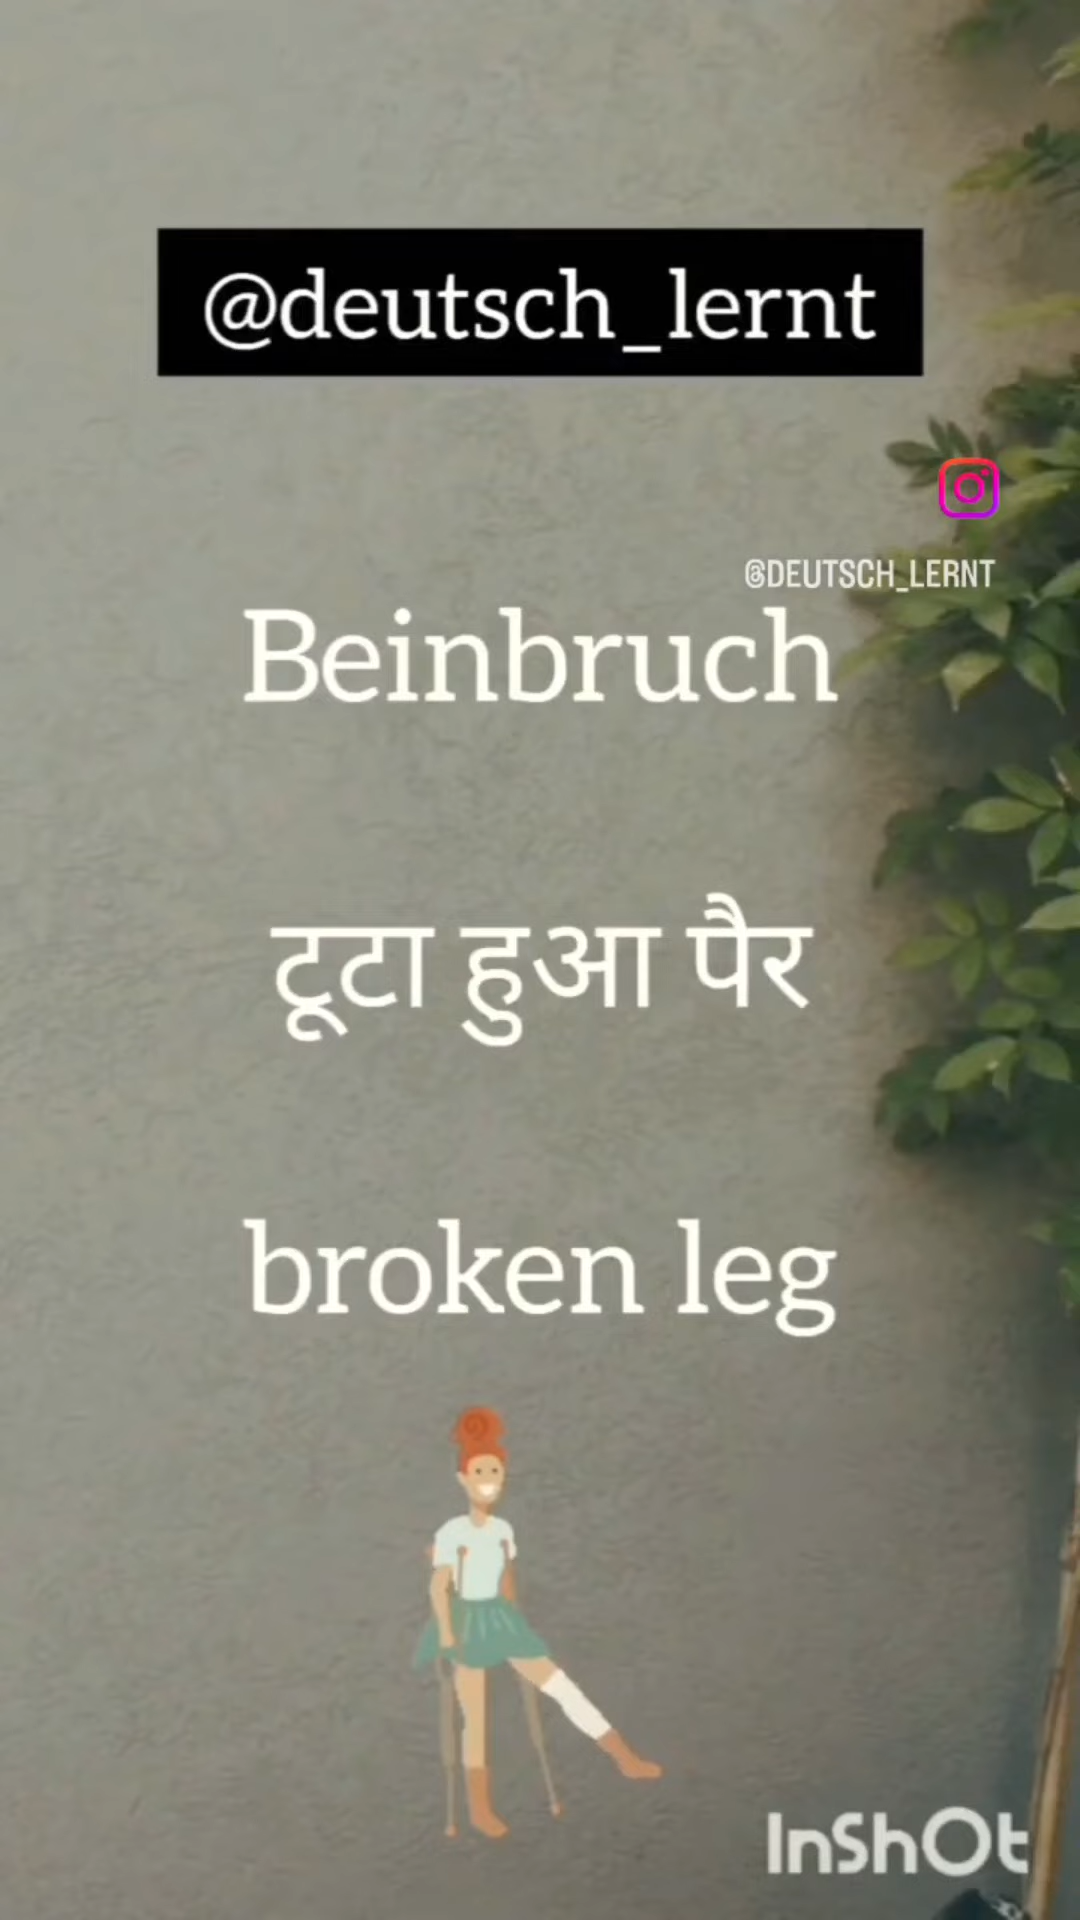 @deutsch_lernt
@DEUTSCH_LERNT
Beinbruch
टूटा हुआ पैर
broken leg
InShOt